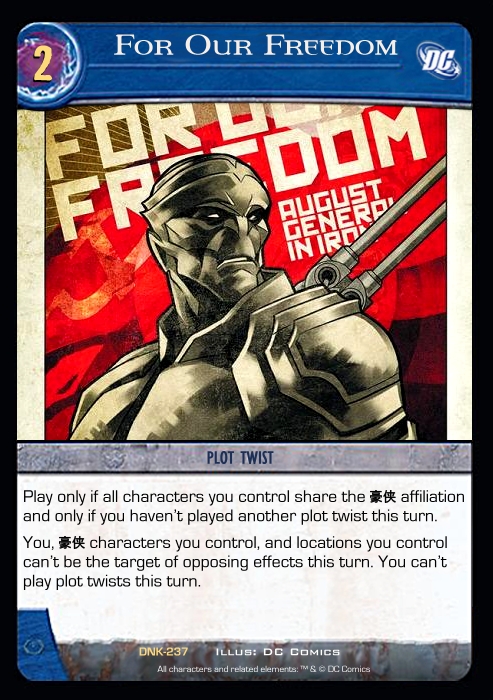 2
For Our Freedom
DC
FOR OUR
FREEDOM
AUGUST
GENERAL
IN IRON
PLOT TWIST
Play only if all characters you control share the 豪侠 affiliation
and only if you haven't played another plot twist this turn.
You, 豪侠 characters you control, and locations you control
can't be the target of opposing effects this turn. You can't
play plot twists this turn.
DNK-237 Illus: DC Comics
All characters and related elements: ™ & © DC Comics